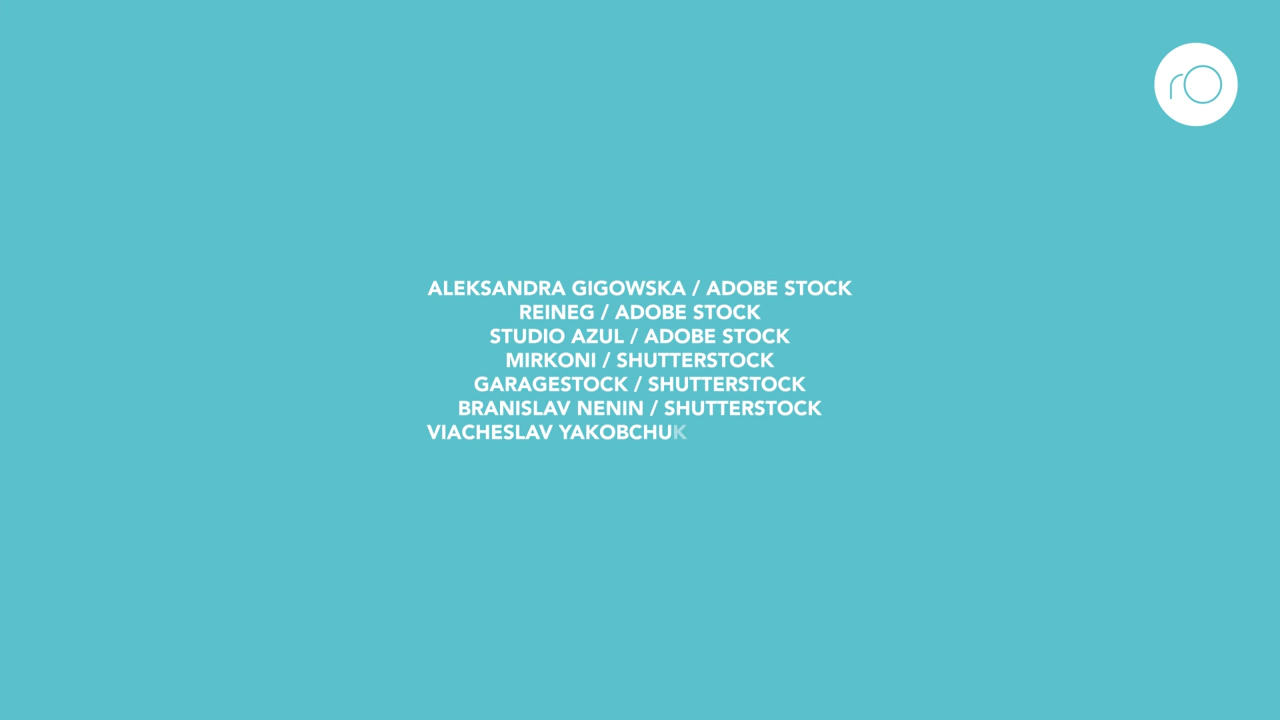 rO
ALEKSANDRA GIGOWSKA / ADOBE STOCK
REINEG / ADOBE STOCK
STUDIO AZUL / ADOBE STOCK
MIRKONI / SHUTTERSTOCK
GARAGESTOCK / SHUTTERSTOCK
BRANISLAV NENIN / SHUTTERSTOCK
VIACHESLAV YAKOBCHUK